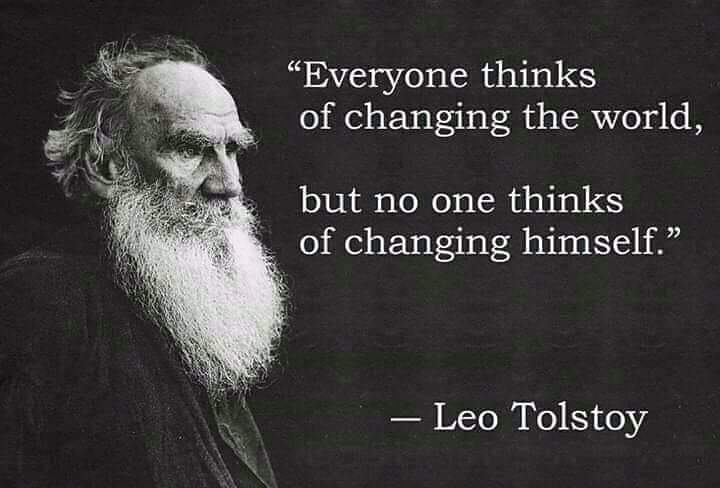 “Everyone thinks
of changing the world,
but no one thinks
of changing himself.”
— Leo Tolstoy